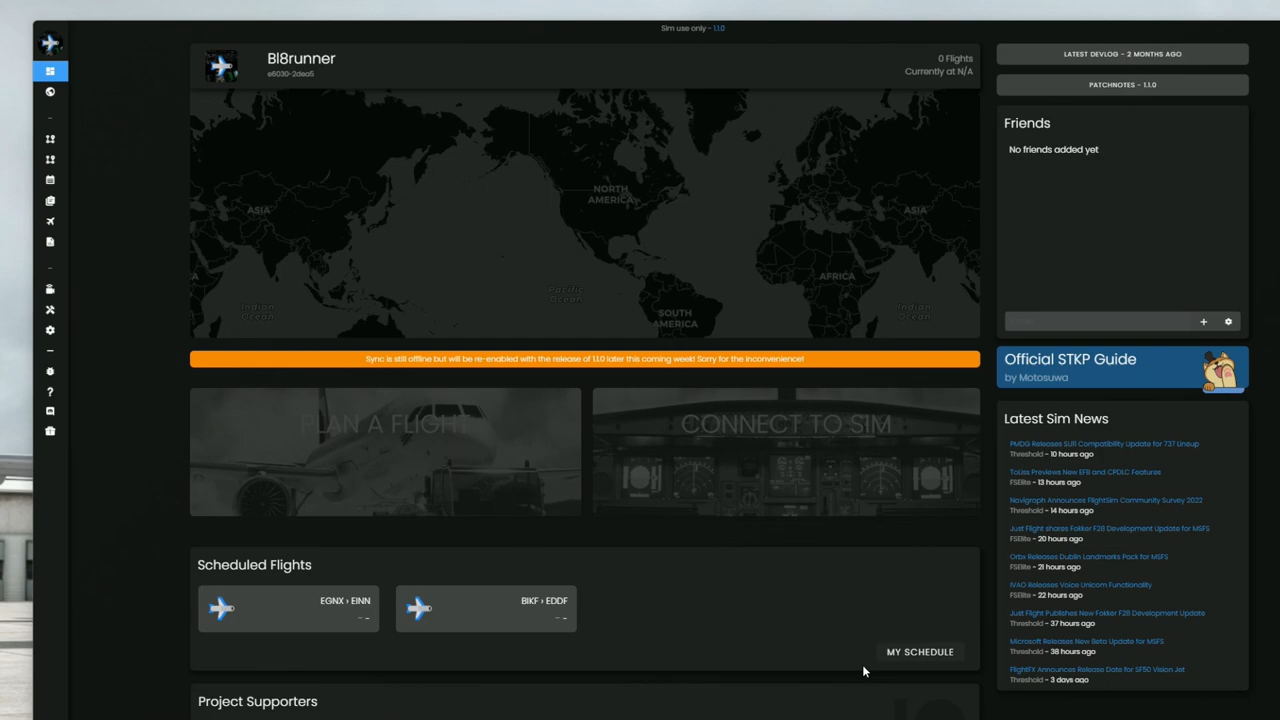 Sim use only - 1.1.0
Bl8runner
e6030-2dea5
0 Flights
Currently at N/A
LATEST DEVLOG - 2 MONTHS AGO
PATCHNOTES - 1.1.0
Friends
No friends added yet
ASIA
NORTH
AMERICA
ASIA
AFRICA
Pacific
Ocean
Indian
Ocean
SOUTH
AMERICA
Indian
Ocean
Sync is still offline but will be re-enabled with the release of 1.1.0 later this coming week! Sorry for the inconvenience!
Official STKP Guide
by Motosuwa
PLAN A FLIGHT
CONNECT TO SIM
Latest Sim News
PMDG Releases SU11 Compatibility Update for 737 Lineup
Threshold - 10 hours ago
ToLiss Previews New EFB and CPDLC Features
FSElite - 13 hours ago
Navigraph Announces FlightSim Community Survey 2022
Threshold - 14 hours ago
Just Flight shares Fokker F28 Development Update for MSFS
FSElite - 20 hours ago
Orbx Releases Dublin Landmarks Pack for MSFS
FSElite - 21 hours ago
IVAO Releases Voice Unicom Functionality
FSElite - 22 hours ago
Just Flight Publishes New Fokker F28 Development Update
Threshold - 37 hours ago
Microsoft Releases New Beta Update for MSFS
Threshold - 38 hours ago
FlightFX Announces Release Date for SF50 Vision Jet
Threshold - 3 days ago
Scheduled Flights
EGNX › EINN
- -
BIKF › EDDF
- -
MY SCHEDULE
Project Supporters